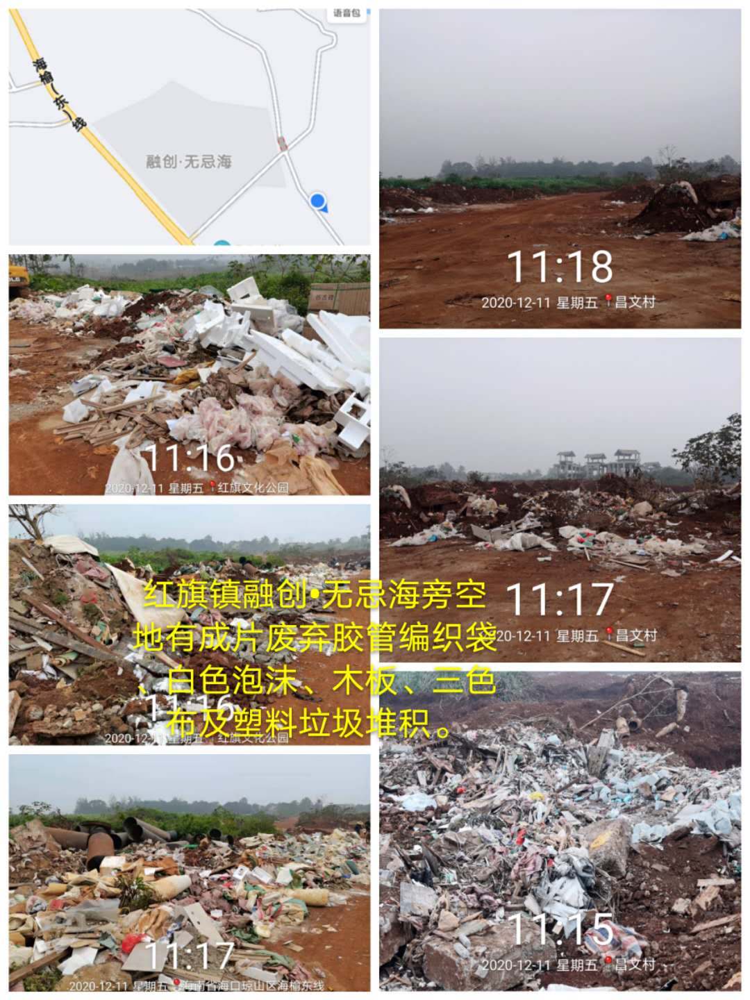 语音包
海榆(东)线
融创·无忌海
11:18
2020-12-11 星期五 昌文村
仿古砖
11:16
2020-12-11 星期五 红旗文化公园
11:17
2020-12-11 星期五 昌文村
红旗镇融创•无忌海旁空
地有成片废弃胶管编织袋
、白色泡沫、木板、三色
布及塑料垃圾堆积。
11:16
2020-12-11 星期五 红旗文化公园
11:17
2020-12-11 星期五 海南省海口琼山区海榆东线
11:15
2020-12-11 星期五 昌文村